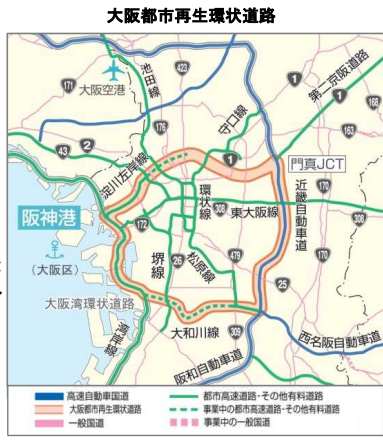 大阪都市再生環状道路
423
1
171
大阪空港
池田線
第二京阪道路
1
168
176
守口線
163
43
2
淀川左岸線
1
門真JCT
170
阪神港
環状線
308
東大阪線
近畿自動車道
308
172
(大阪区)
堺線
26
松原線
479
170
25
大阪湾環状道路
湾岸線
大和川線
309
西名阪自動車道
阪和自動車道
高速自動車国道
都市高速道路・その他有料道路
大阪都市再生環状道路
事業中の都市高速道路・その他有料道路
一般国道
事業中の一般国道